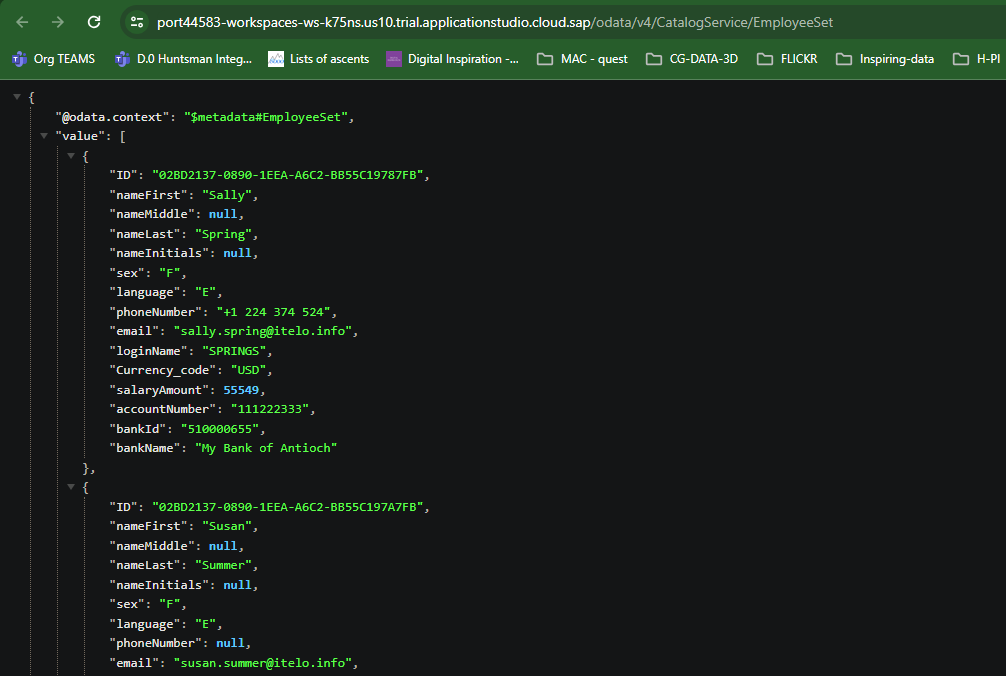 port44583-workspaces-ws-k75ns.us10.trial.applicationstudio.cloud.sap/odata/v4/CatalogService/EmployeeSet
Org TEAMS D.0 Huntsman Integ... Lists of ascents Digital Inspiration -... MAC - quest CG-DATA-3D FLICKR Inspiring-data H-PI
{
"@odata.context": "$metadata#EmployeeSet",
"value": [
{
"ID": "02BD2137-0890-1EEA-A6C2-BB55C19787FB",
"nameFirst": "Sally",
"nameMiddle": null,
"nameLast": "Spring",
"nameInitials": null,
"sex": "F",
"language": "E",
"phoneNumber": "+1 224 374 524",
"email": "sally.spring@itelo.info",
"loginName": "SPRINGS",
"Currency_code": "USD",
"salaryAmount": 55549,
"accountNumber": "111222333",
"bankId": "510000655",
"bankName": "My Bank of Antioch"
},
{
"ID": "02BD2137-0890-1EEA-A6C2-BB55C197A7FB",
"nameFirst": "Susan",
"nameMiddle": null,
"nameLast": "Summer",
"nameInitials": null,
"sex": "F",
"language": "E",
"phoneNumber": null,
"email": "susan.summer@itelo.info",